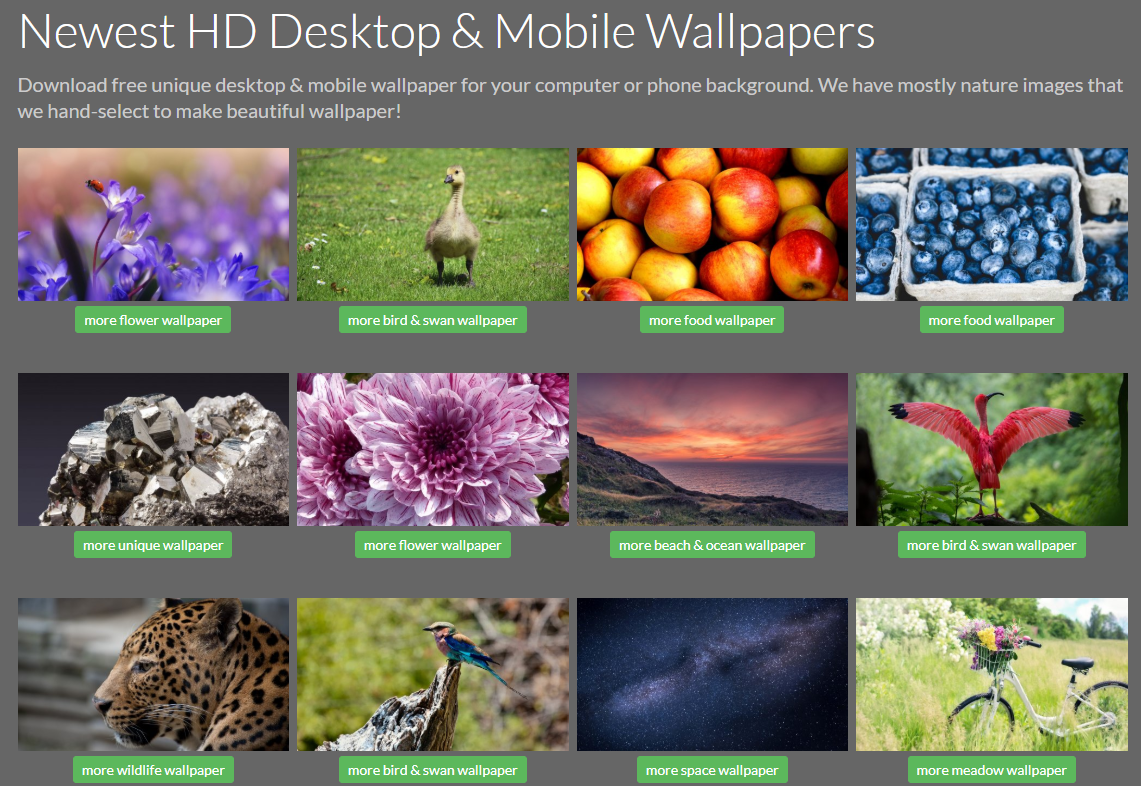 Newest HD Desktop & Mobile Wallpapers
Download free unique desktop & mobile wallpaper for your computer or phone background. We have mostly nature images that
we hand-select to make beautiful wallpaper!
more flower wallpaper
more bird & swan wallpaper
more food wallpaper
more food wallpaper
more unique wallpaper
more flower wallpaper
more beach & ocean wallpaper
more bird & swan wallpaper
more wildlife wallpaper
more bird & swan wallpaper
more space wallpaper
more meadow wallpaper